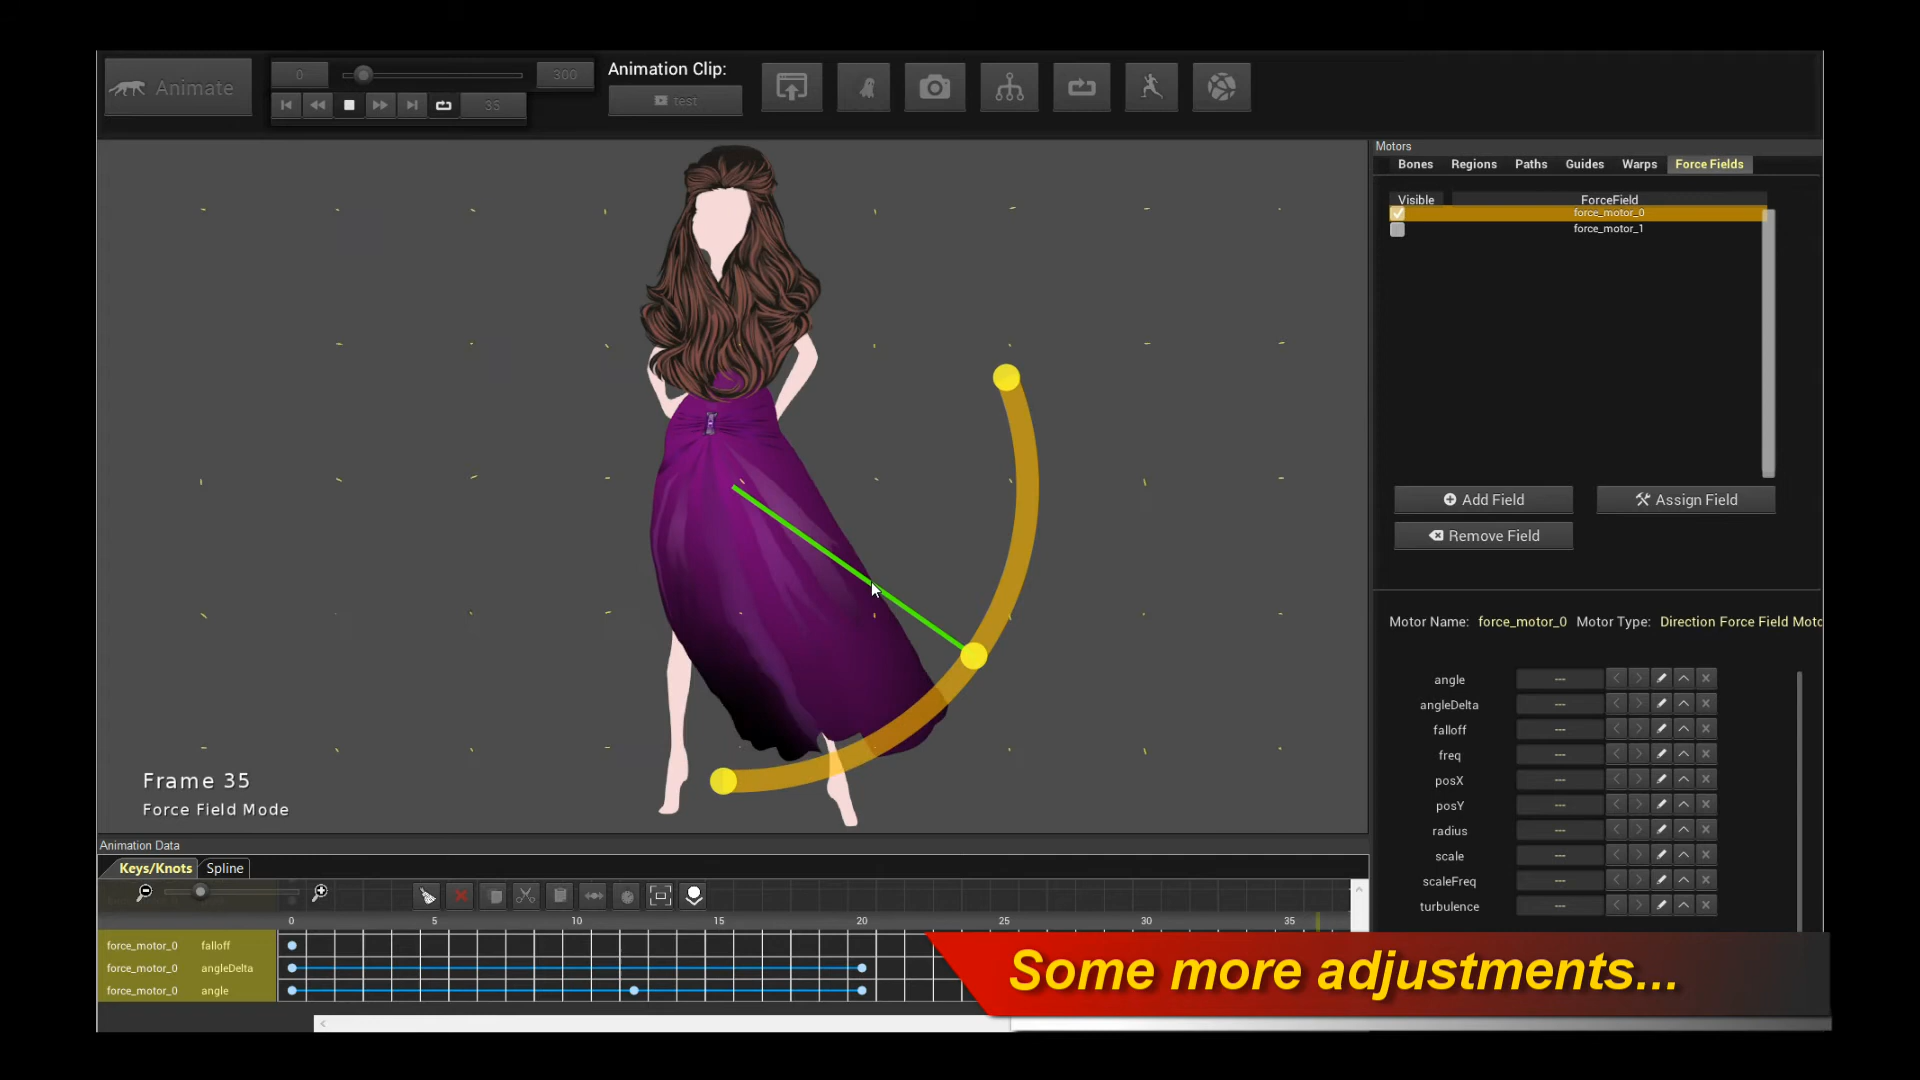 Animate
0
300
35
Animation Clip:
test
Motors
Bones Regions Paths Guides Warps Force Fields
Visible ForceField
force_motor_0
force_motor_1
Add Field Assign Field
Remove Field
Motor Name: force_motor_0 Motor Type: Direction Force Field Moto
angle ---
angleDelta ---
falloff ---
freq ---
posX ---
posY ---
radius ---
scale ---
scaleFreq ---
turbulence ---
Frame 35
Force Field Mode
Animation Data
Keys/Knots Spline
0 5 10 15 20 25 30 35
force_motor_0 falloff
force_motor_0 angleDelta
force_motor_0 angle
Some more adjustments...